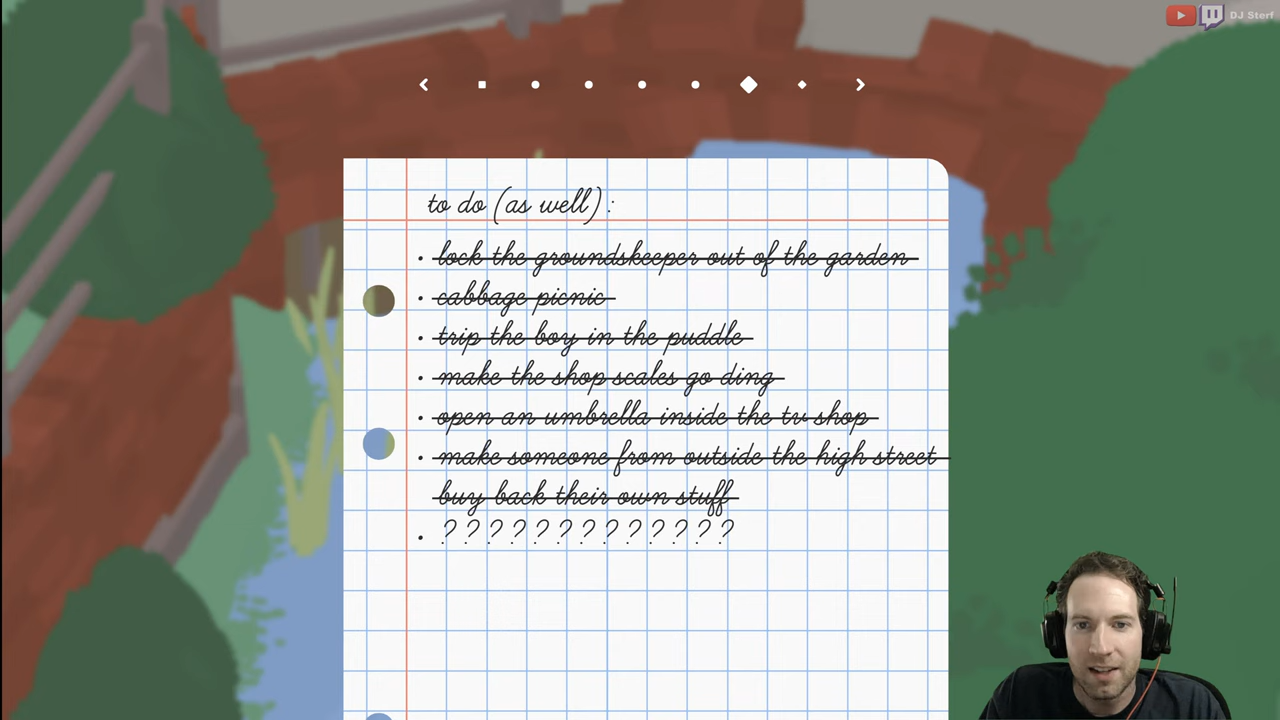 DJ Sterf
to do (as well) :
• lock the groundskeeper out of the garden
• cabbage picnic
• trip the boy in the puddle
• make the shop scales go ding
• open an umbrella inside the tv shop
• make someone from outside the high street
buy back their own stuff
• ? ? ? ? ? ? ? ? ? ? ? ? ?